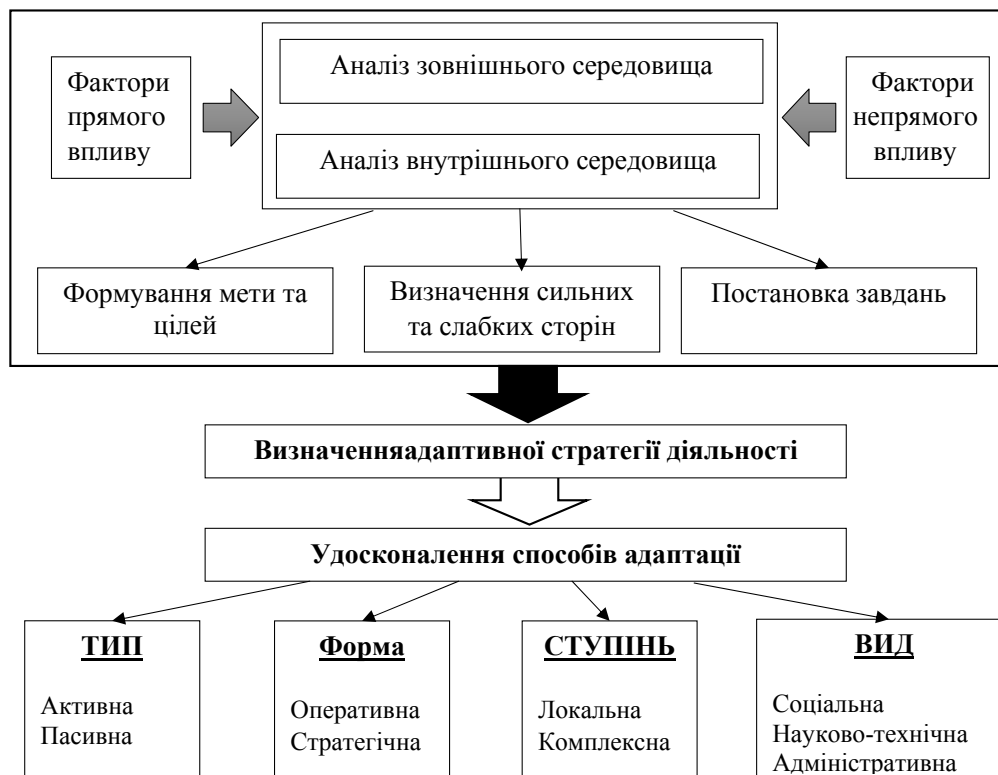 Аналіз зовнішнього середовища
Фактори
прямого
впливу
Фактори
непрямого
впливу
Аналіз внутрішнього середовища
Формування мети та
цілей
Визначення сильних
та слабких сторін
Постановка завдань
Визначенняадаптивної стратегії діяльності
Удосконалення способів адаптації
ТИП
Активна
Пасивна
Форма
Оперативна
Стратегічна
СТУПІНЬ
Локальна
Комплексна
ВИД
Соціальна
Науково-технічна
Адміністративна